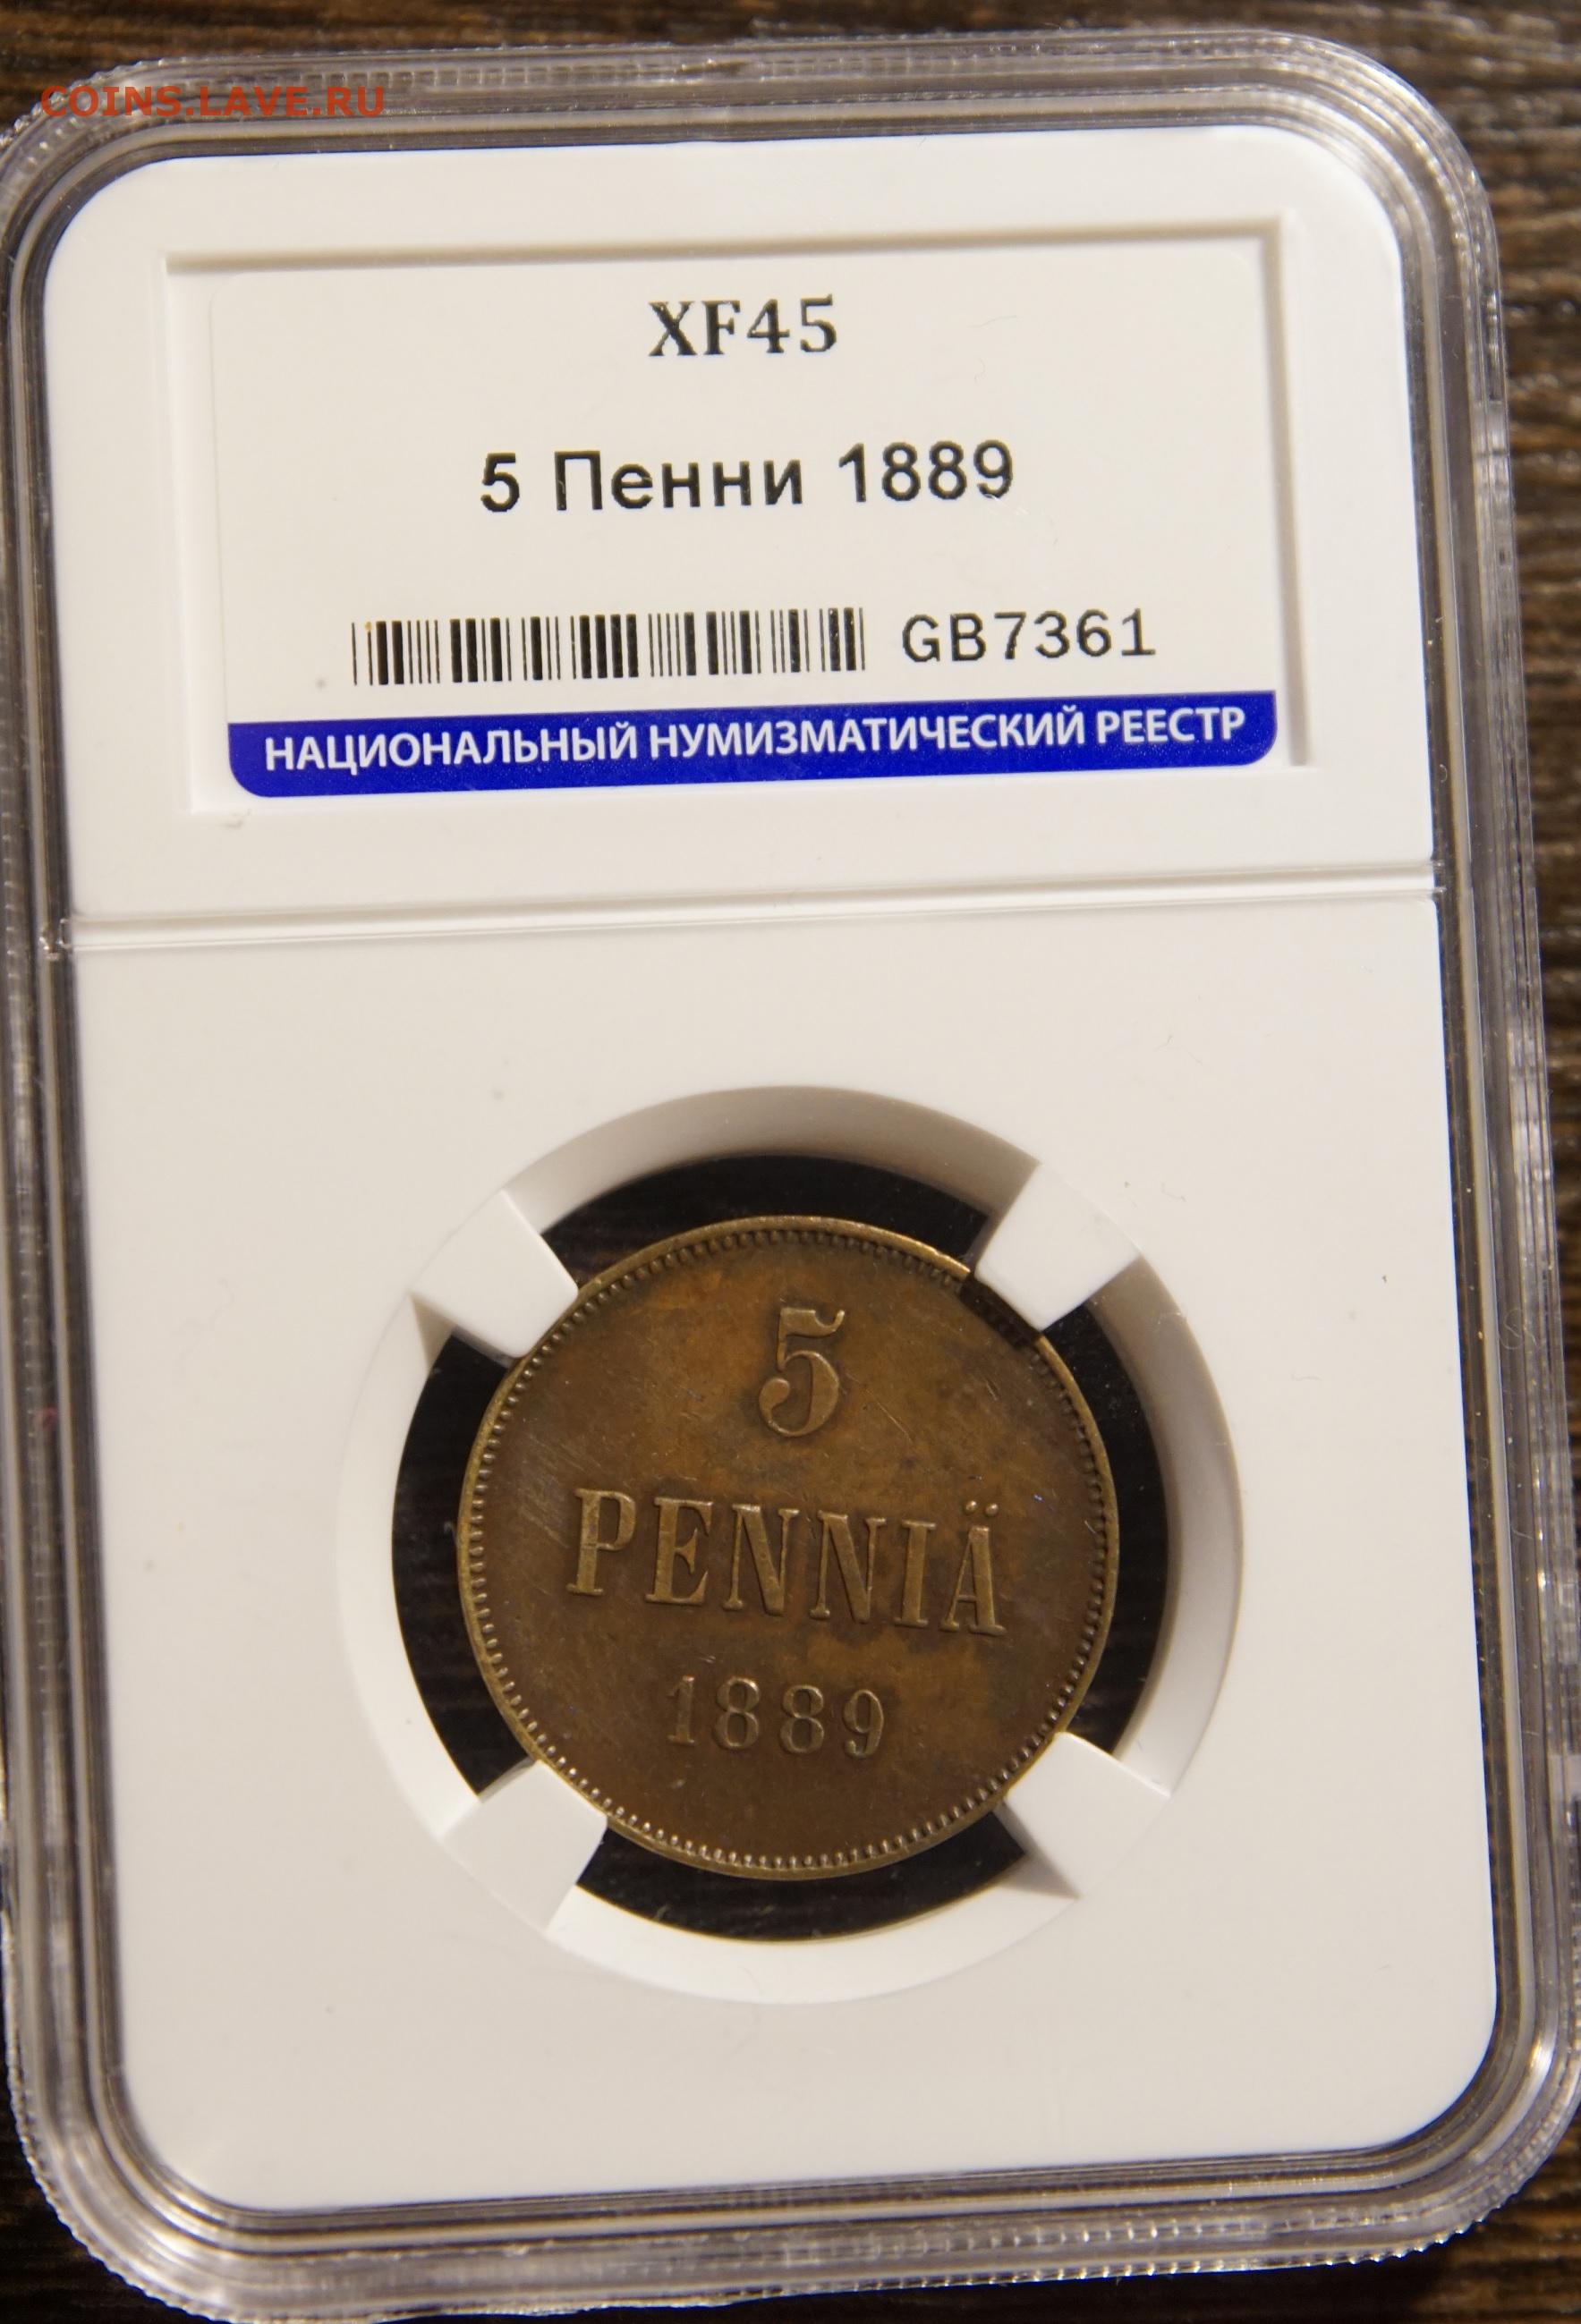 COINS.LAVE.RU
XF45
5 Пенни 1889
GB7361
НАЦИОНАЛЬНЫЙ НУМИЗМАТИЧЕСКИЙ РЕЕСТР
5
PENNIÄ
1889